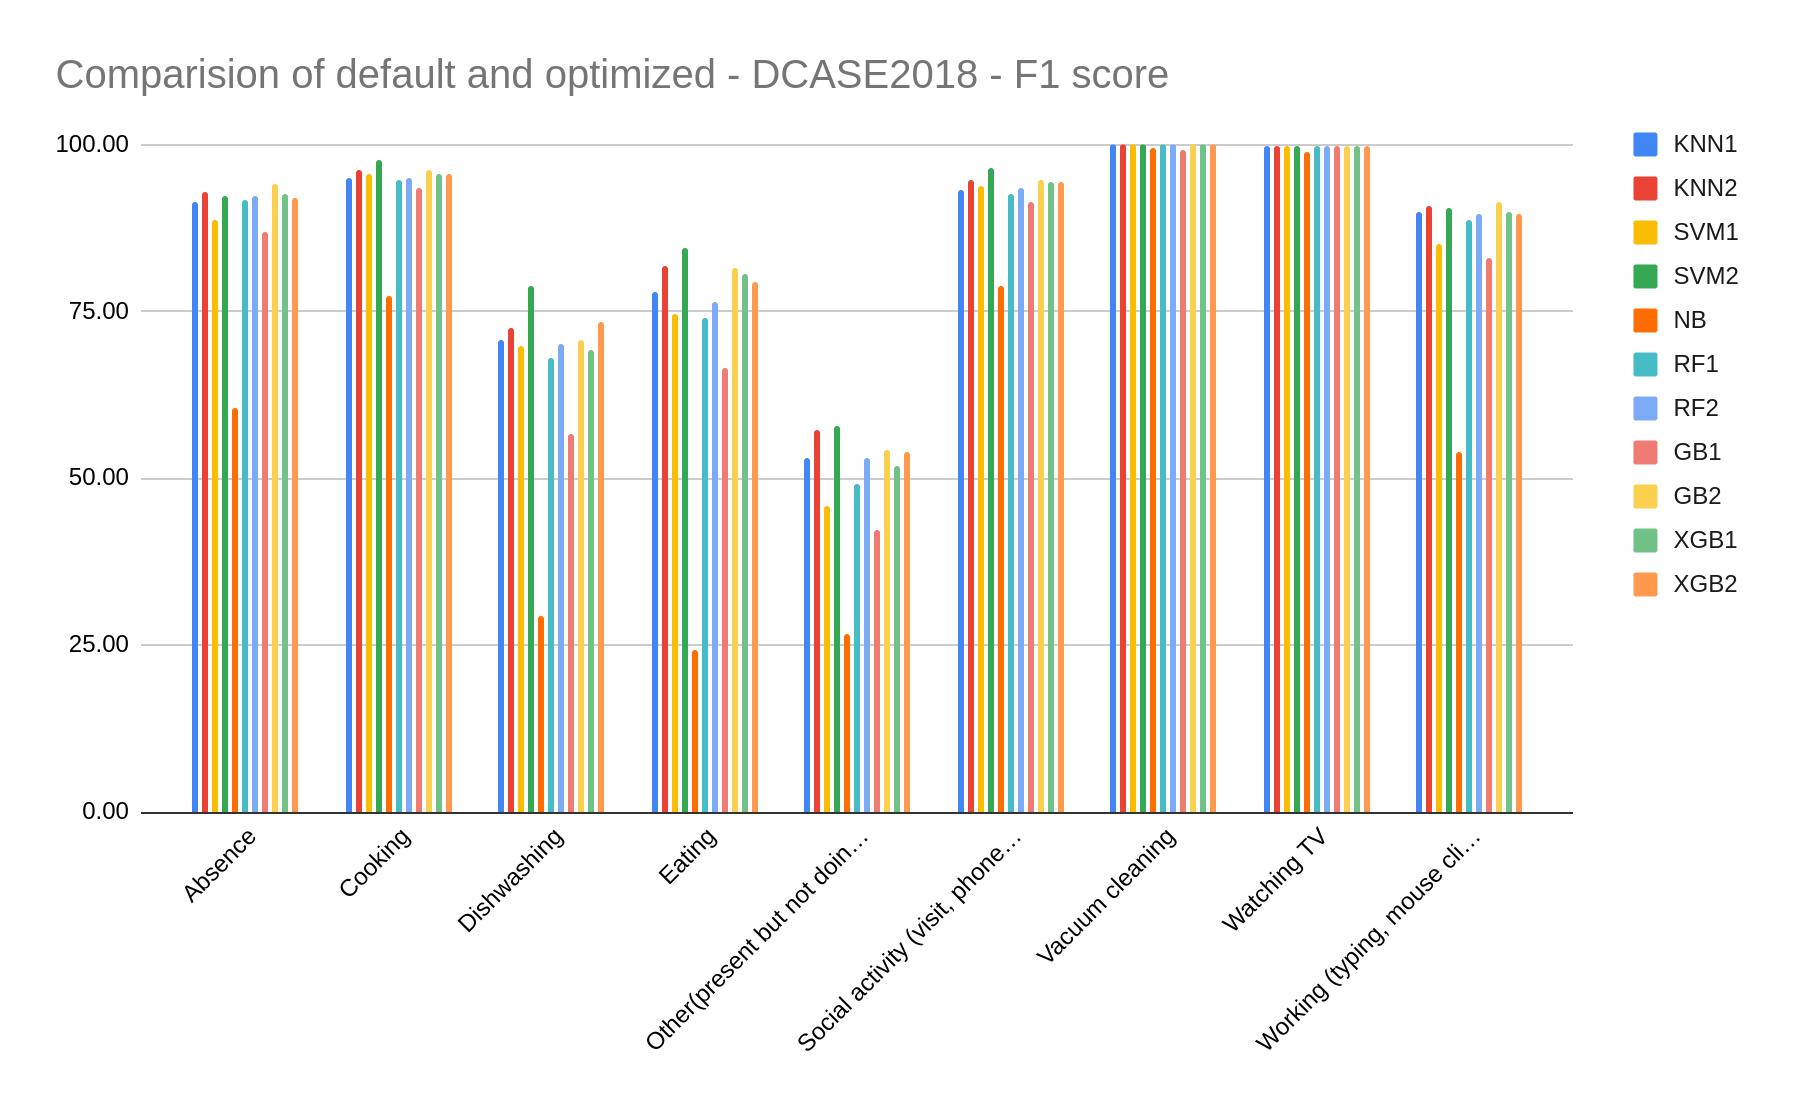 Comparision of default and optimized - DCASE2018 - F1 score
100.00
75.00
50.00
25.00
0.00
KNN1
KNN2
SVM1
SVM2
NB
RF1
RF2
GB1
GB2
XGB1
XGB2
Absence
Cooking
Dishwashing
Eating
Other(present but not doin…
Social activity (visit, phone…
Vacuum cleaning
Watching TV
Working (typing, mouse cli…